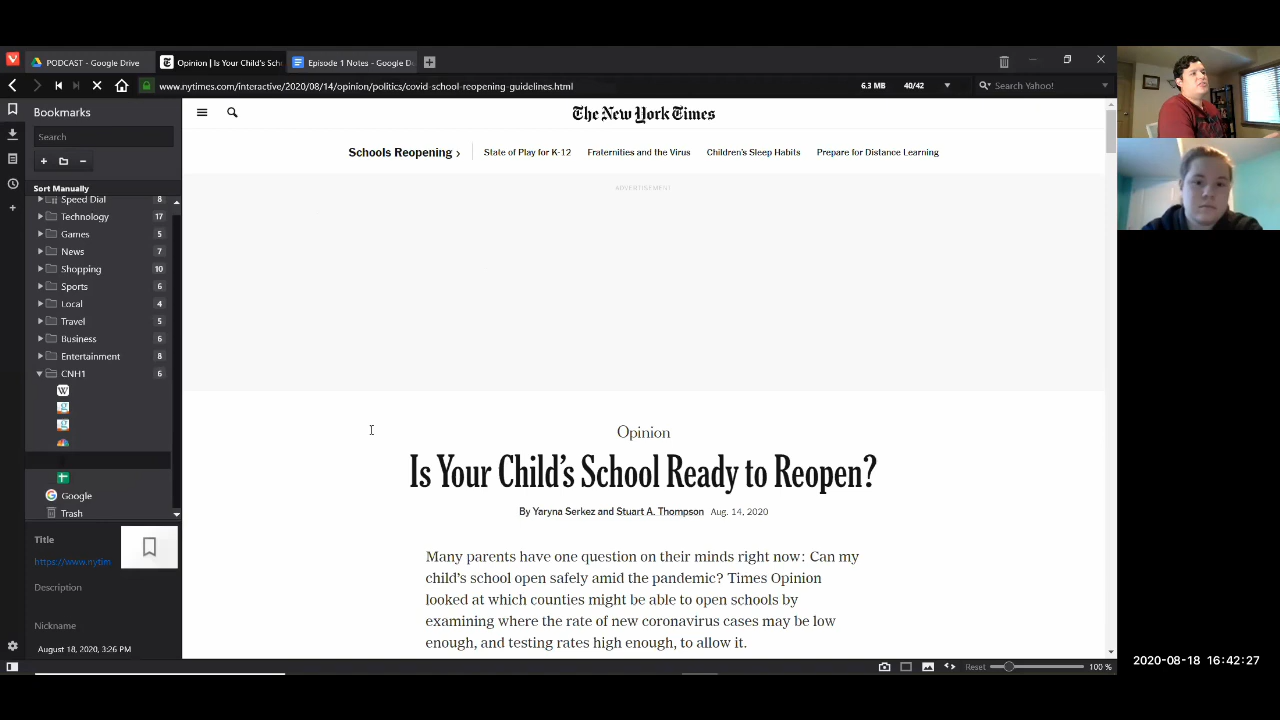 PODCAST - Google Drive
Opinion | Is Your Child's Sch
Episode 1 Notes - Google D
www.nytimes.com/interactive/2020/08/14/opinion/politics/covid-school-reopening-guidelines.html
6.3 MB
40/42
Search Yahoo!
Bookmarks
Search
Sort Manually
Speed Dial 8
Technology 17
Games 5
News 7
Shopping 10
Sports 6
Local 4
Travel 5
Business 6
Entertainment 8
CNH1 6
Google
Trash
Title
https://www.nytim
Description
Nickname
August 18, 2020, 3:26 PM
The New York Times
Schools Reopening ›
State of Play for K-12
Fraternities and the Virus
Children's Sleep Habits
Prepare for Distance Learning
ADVERTISEMENT
Opinion
Is Your Child's School Ready to Reopen?
By Yaryna Serkez and Stuart A. Thompson Aug. 14, 2020
Many parents have one question on their minds right now: Can my
child's school open safely amid the pandemic? Times Opinion
looked at which counties might be able to open schools by
examining where the rate of new coronavirus cases may be low
enough, and testing rates high enough, to allow it.
Reset
100 %
2020-08-18 16:42:27